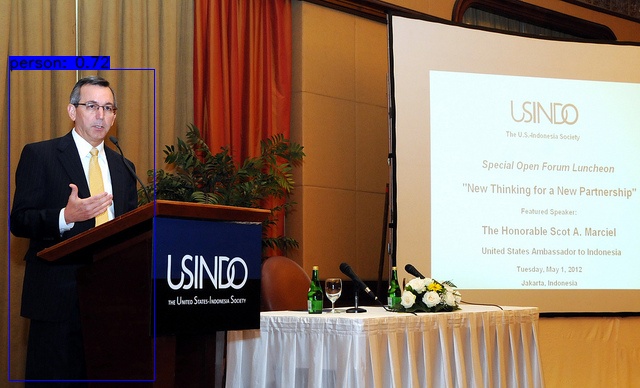 person: 0.72
USINDO
THE UNITED STATES-INDONESIA SOCIETY
USINDO
The U.S.-Indonesia Society
Special Open Forum Luncheon
"New Thinking for a New Partnership"
Featured Speaker:
The Honorable Scot A. Marciel
United States Ambassador to Indonesia
Tuesday, May 1, 2012
Jakarta, Indonesia